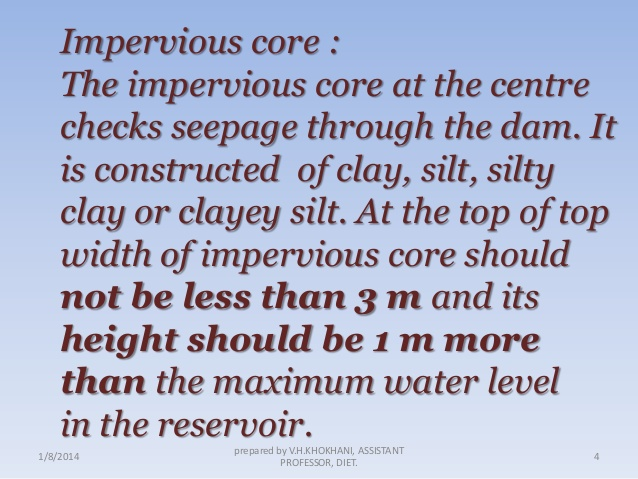 Impervious core :
The impervious core at the centre
checks seepage through the dam. It
is constructed  of clay, silt, silty
clay or clayey silt. At the top of top
width of impervious core should
not be less than 3 m and its
height should be 1 m more
than the maximum water level
in the reservoir.
1/8/2014
prepared by V.H.KHOKHANI, ASSISTANT
PROFESSOR, DIET.
4